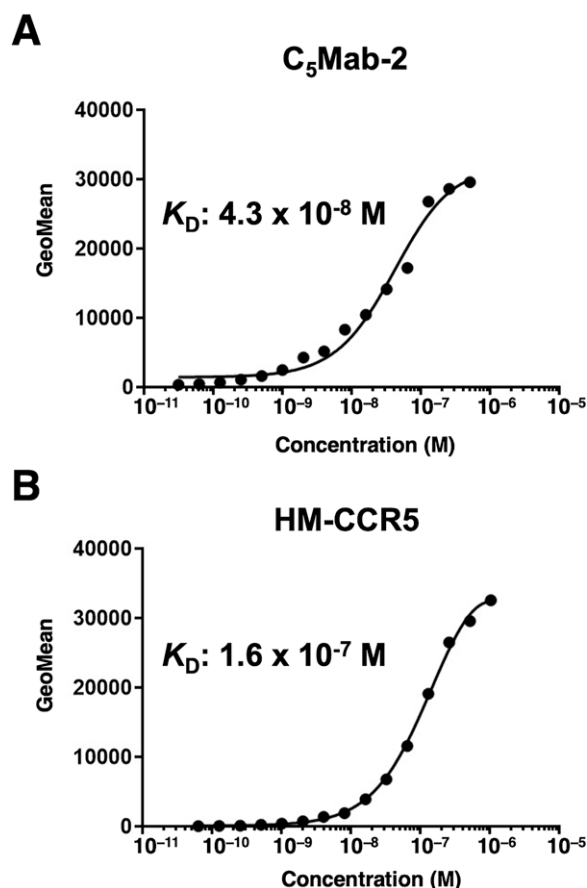 A
C₅Mab-2
40000
30000
20000
10000
0
GeoMean
K_D: 4.3 x 10⁻⁸ M
10⁻¹¹ 10⁻¹⁰ 10⁻⁹ 10⁻⁸ 10⁻⁷ 10⁻⁶ 10⁻⁵
Concentration (M)
B
HM-CCR5
40000
30000
20000
10000
0
GeoMean
K_D: 1.6 x 10⁻⁷ M
10⁻¹¹ 10⁻¹⁰ 10⁻⁹ 10⁻⁸ 10⁻⁷ 10⁻⁶ 10⁻⁵
Concentration (M)